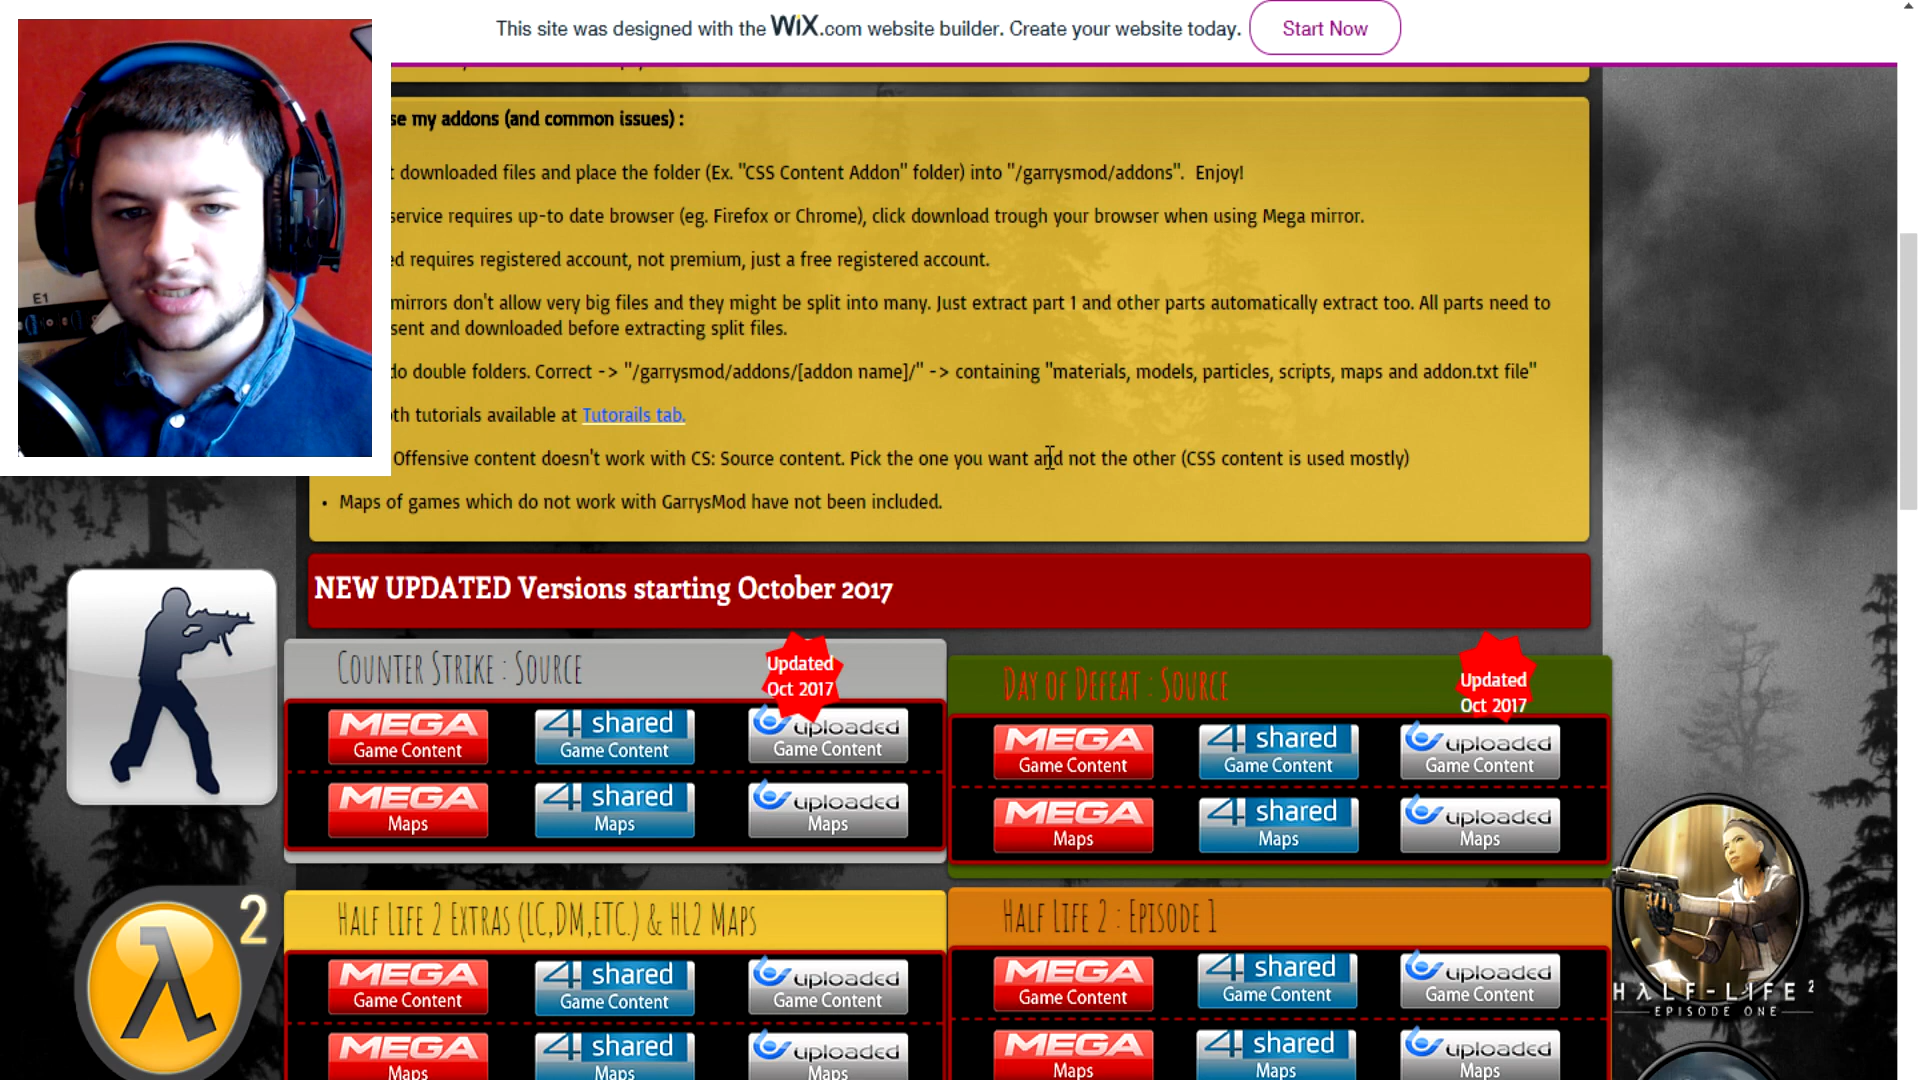 This site was designed with the WiX.com website builder. Create your website today.
Start Now
se my addons (and common issues) :
downloaded files and place the folder (Ex. "CSS Content Addon" folder) into "/garrysmod/addons".  Enjoy!
service requires up-to date browser (eg. Firefox or Chrome), click download trough your browser when using Mega mirror.
ed requires registered account, not premium, just a free registered account.
mirrors don't allow very big files and they might be split into many. Just extract part 1 and other parts automatically extract too. All parts need to
sent and downloaded before extracting split files.
do double folders. Correct -> "/garrysmod/addons/[addon name]/" -> containing "materials, models, particles, scripts, maps and addon.txt file"
th tutorials available at Tutorails tab.
Offensive content doesn't work with CS: Source content. Pick the one you want and not the other (CSS content is used mostly)
• Maps of games which do not work with GarrysMod have not been included.
NEW UPDATED Versions starting October 2017
Counter Strike : Source
Updated
Oct 2017
MEGA
Game Content
4 shared
Game Content
uploaded
Game Content
MEGA
Maps
4 shared
Maps
uploaded
Maps
Day of Defeat : Source
Updated
Oct 2017
MEGA
Game Content
4 shared
Game Content
uploaded
Game Content
MEGA
Maps
4 shared
Maps
uploaded
Maps
2
Half Life 2 Extras (LC,DM,ETC.) & HL2 Maps
MEGA
Game Content
4 shared
Game Content
uploaded
Game Content
MEGA
Maps
4 shared
Maps
uploaded
Maps
Half Life 2 : Episode 1
MEGA
Game Content
4 shared
Game Content
uploaded
Game Content
MEGA
Maps
4 shared
Maps
uploaded
Maps
HλLF-LIFE 2
EPISODE ONE
E1